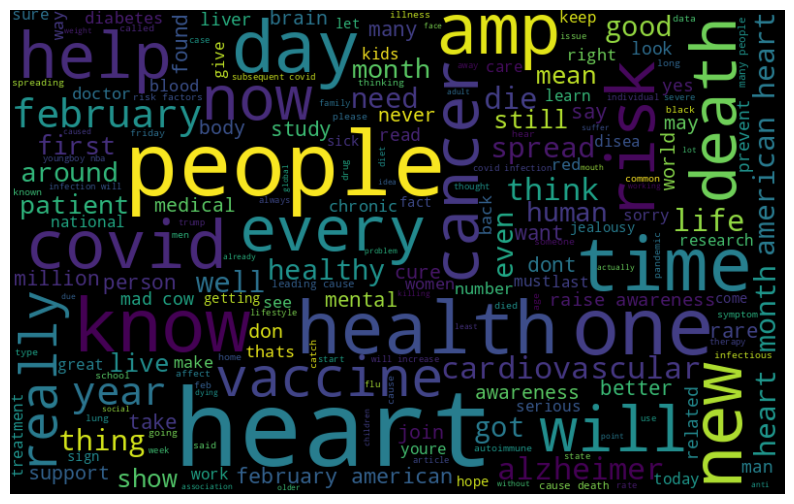 help
diabetes
way
sure
found
liver
brain
let
many
kids
give
illness
called
weight
case
face
issue
data
long
spreading
subsequent covid
thinking
risk factors
day
month
amp
keep
good
right
look
care
away
mean
learn
yes
individual
severe
many people
death
prevent
american heart
february
doctor
blood
now
need
never
cancer
die
still
say
risk
may
world
black
adult
suffer
hear
lot
first
body
study
family
please
friday
youngboy nba
sick
read
spread
disea
red
mouth
common
working
around
people
drug
diet
idea
global
fact
chronic
covid infection
thought
think
patient
medical
infection will
known
always
human
sorry
back
jealousy
life
research
national
trump
men
already
problem
want
someone
covid
every
even
time
actually
pandemic
million
person
well
healthy
cure
women
dont
number
must
last
leading cause
killing
died
age
come
symptom
mad cow
getting
see
mental
raise awareness
rare
due
lifestyle
don
know
health
one
infectious
really
type
thats
home
catch
start
least
will increase
therapy
great
live
make
vaccine
cardiovascular
month
school
affect
feb
dying
flu
cause
awareness
better
related
heart
new
year
social
take
heart
children
serious
use
treatment
lung
going
join
got
will
point
thing
said
youre
autoimmune
state
man
sign
week
article
alzheimer
today
support
show
work
february american
hope
cause death
anti
association
older
without
rate